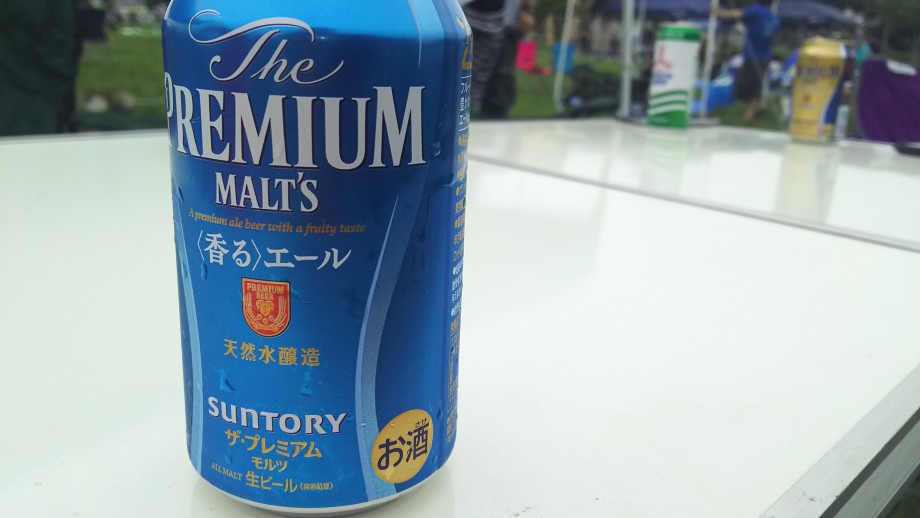 The
PREMIUM
MALT'S
A premium ale beer with a fruity taste
〈香る〉エール
PREMIUM
BEER
天然水醸造
SUNTORY
ザ・プレミアム
モルツ
ALL-MALT 生ビール(非熱処理)
お酒